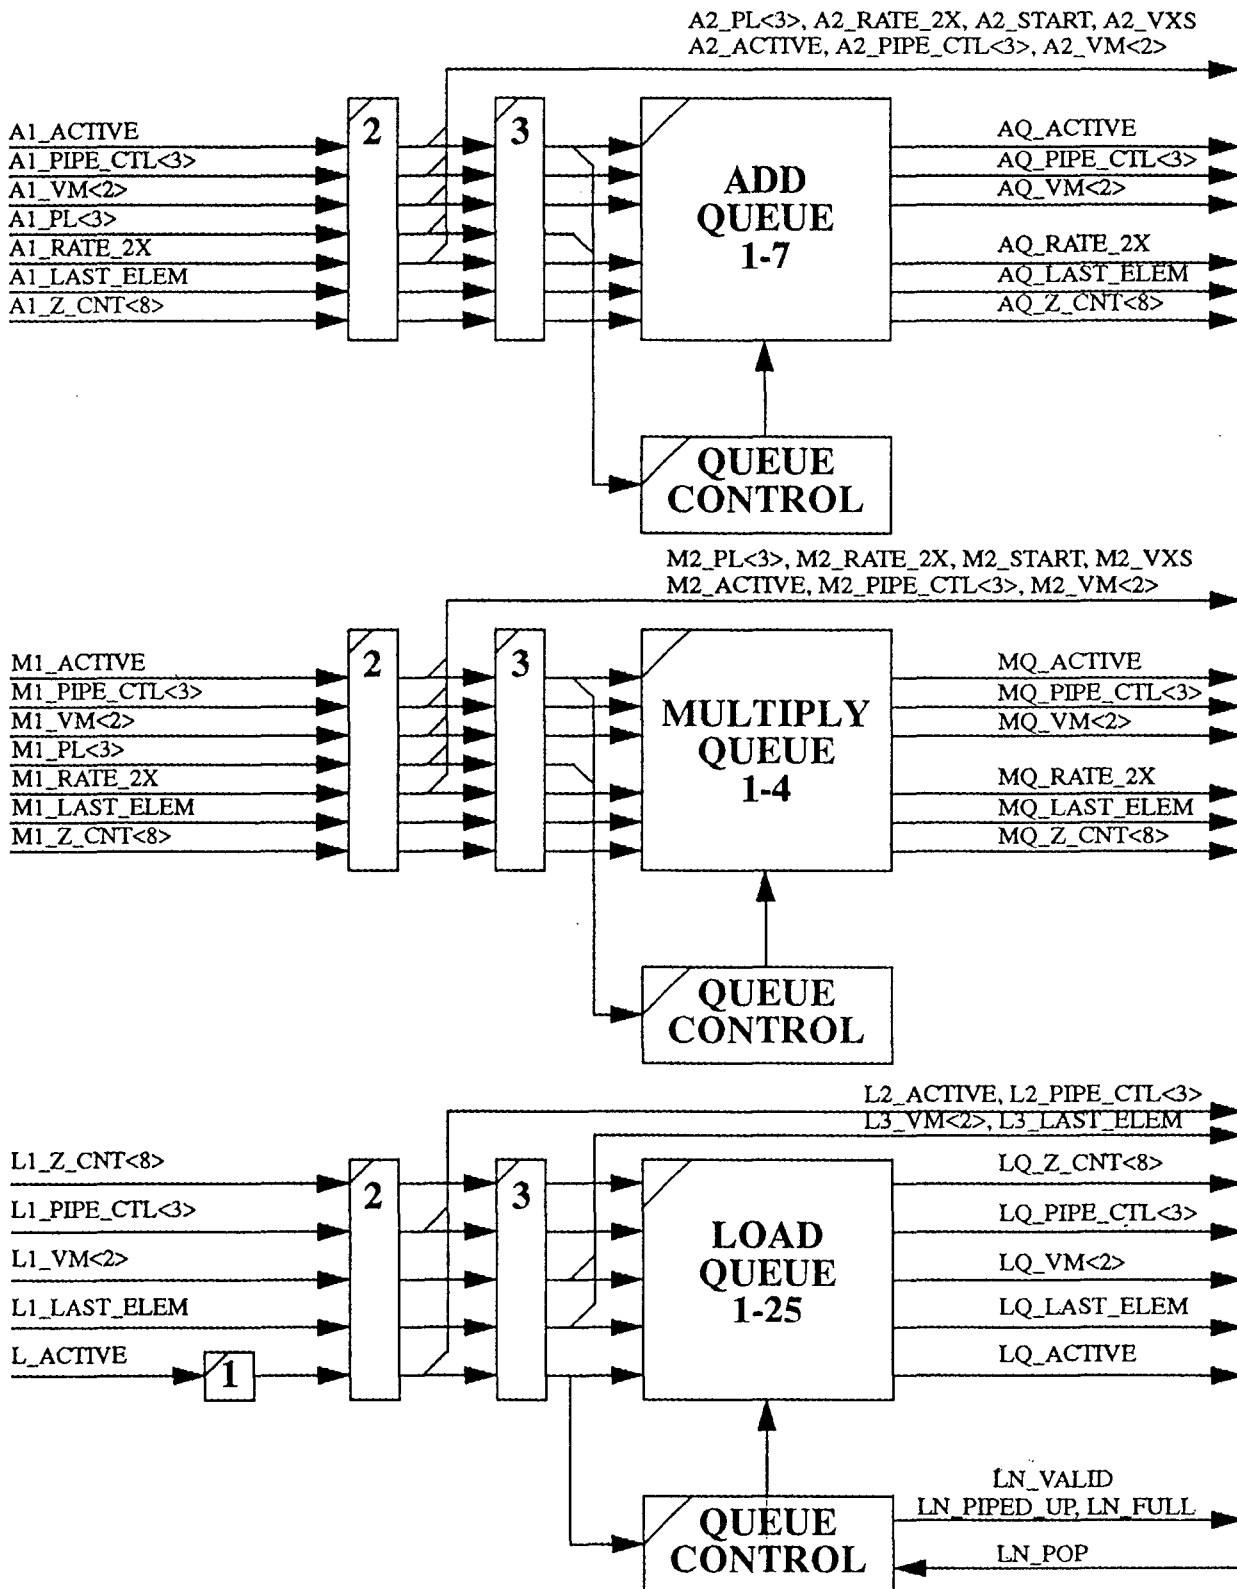 A2_PL<3>, A2_RATE_2X, A2_START, A2_VXS
A2_ACTIVE, A2_PIPE_CTL<3>, A2_VM<2>
A1_ACTIVE
A1_PIPE_CTL<3>
A1_VM<2>
A1_PL<3>
A1_RATE_2X
A1_LAST_ELEM
A1_Z_CNT<8>
2
3
ADD
QUEUE
1-7
AQ_ACTIVE
AQ_PIPE_CTL<3>
AQ_VM<2>
AQ_RATE_2X
AQ_LAST_ELEM
AQ_Z_CNT<8>
QUEUE
CONTROL
M2_PL<3>, M2_RATE_2X, M2_START, M2_VXS
M2_ACTIVE, M2_PIPE_CTL<3>, M2_VM<2>
M1_ACTIVE
M1_PIPE_CTL<3>
M1_VM<2>
M1_PL<3>
M1_RATE_2X
M1_LAST_ELEM
M1_Z_CNT<8>
2
3
MULTIPLY
QUEUE
1-4
MQ_ACTIVE
MQ_PIPE_CTL<3>
MQ_VM<2>
MQ_RATE_2X
MQ_LAST_ELEM
MQ_Z_CNT<8>
QUEUE
CONTROL
L2_ACTIVE, L2_PIPE_CTL<3>
L3_VM<2>, L3_LAST_ELEM
L1_Z_CNT<8>
L1_PIPE_CTL<3>
L1_VM<2>
L1_LAST_ELEM
L_ACTIVE
1
2
3
LOAD
QUEUE
1-25
LQ_Z_CNT<8>
LQ_PIPE_CTL<3>
LQ_VM<2>
LQ_LAST_ELEM
LQ_ACTIVE
QUEUE
CONTROL
LN_VALID
LN_PIPED_UP, LN_FULL
LN_POP